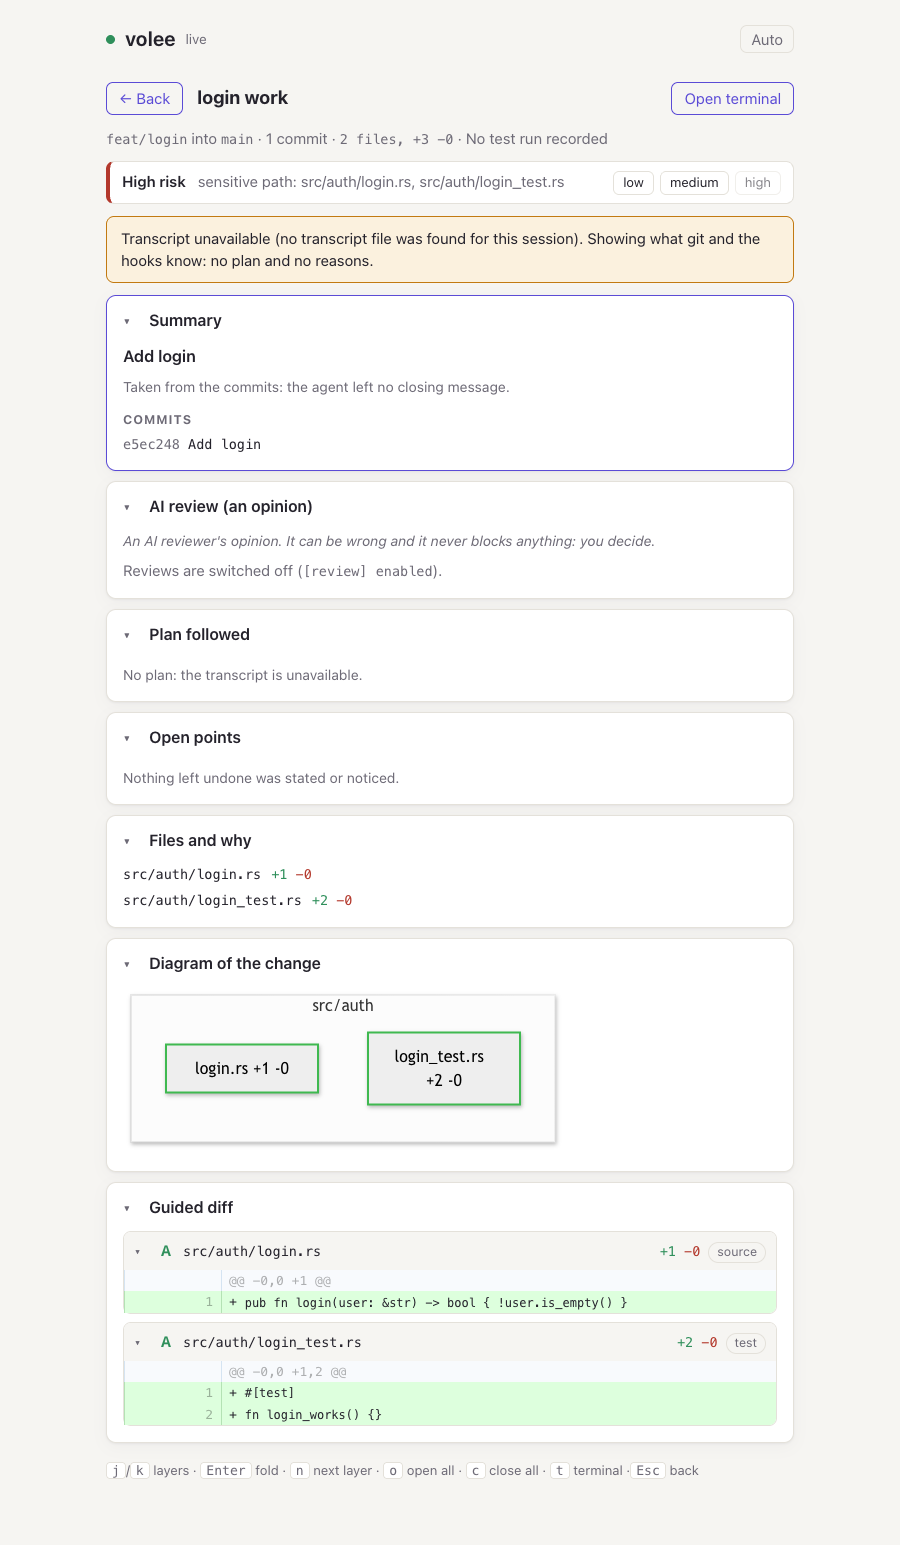 volee live Auto
← Back login work Open terminal
feat/login into main · 1 commit · 2 files, +3 −0 · No test run recorded
High risk sensitive path: src/auth/login.rs, src/auth/login_test.rs low medium high
Transcript unavailable (no transcript file was found for this session). Showing what git and the
hooks know: no plan and no reasons.
▾ Summary
Add login
Taken from the commits: the agent left no closing message.
COMMITS
e5ec248 Add login
▾ AI review (an opinion)
An AI reviewer's opinion. It can be wrong and it never blocks anything: you decide.
Reviews are switched off ([review] enabled).
▾ Plan followed
No plan: the transcript is unavailable.
▾ Open points
Nothing left undone was stated or noticed.
▾ Files and why
src/auth/login.rs +1 −0
src/auth/login_test.rs +2 −0
▾ Diagram of the change
src/auth
login.rs +1 -0
login_test.rs
+2 -0
▾ Guided diff
▾ A src/auth/login.rs +1 −0 source
@@ -0,0 +1 @@
1 + pub fn login(user: &str) -> bool { !user.is_empty() }
▾ A src/auth/login_test.rs +2 −0 test
@@ -0,0 +1,2 @@
1 + #[test]
2 + fn login_works() {}
j/k layers · Enter fold · n next layer · o open all · c close all · t terminal · Esc back